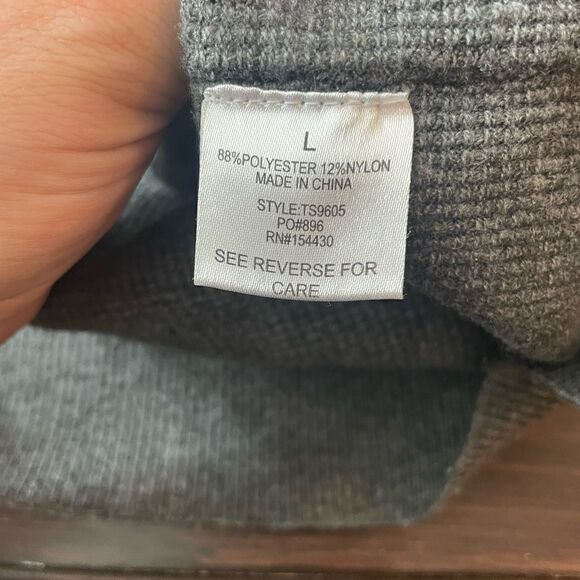 L
88%POLYESTER 12%NYLON
MADE IN CHINA
STYLE:TS9605
PO#896
RN#154430
SEE REVERSE FOR
CARE